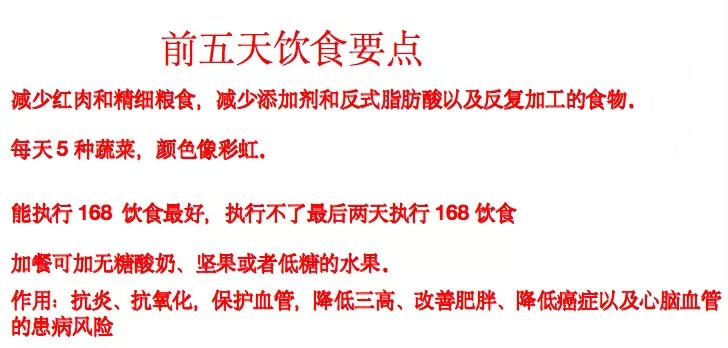 前五天饮食要点
减少红肉和精细粮食，减少添加剂和反式脂肪酸以及反复加工的食物。
每天5种蔬菜，颜色像彩虹。
能执行168 饮食最好，执行不了最后两天执行168饮食
加餐可加无糖酸奶、坚果或者低糖的水果。
作用：抗炎、抗氧化，保护血管，降低三高、改善肥胖、降低癌症以及心脑血管
的患病风险